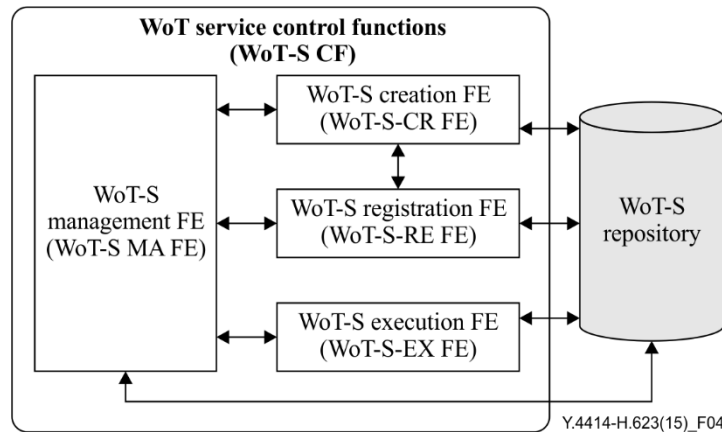 WoT service control functions
(WoT-S CF)
WoT-S
management FE
(WoT-S MA FE)
WoT-S creation FE
(WoT-S-CR FE)
WoT-S registration FE
(WoT-S-RE FE)
WoT-S execution FE
(WoT-S-EX FE)
WoT-S
repository
Y.4414-H.623(15)_F04